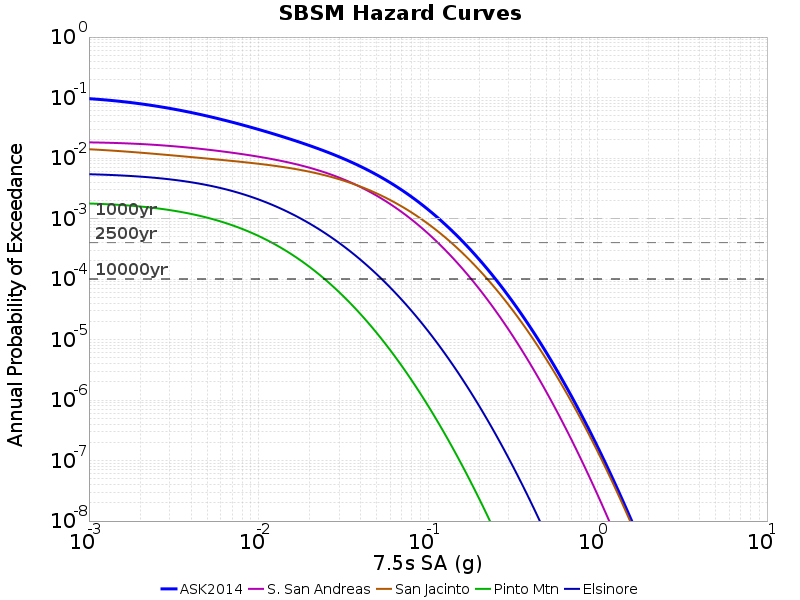 SBSM Hazard Curves
Annual Probability of Exceedance
10^0
10^-1
10^-2
10^-3
10^-4
10^-5
10^-6
10^-7
10^-8
1000yr
2500yr
10000yr
10^-3 10^-2 10^-1 10^0 10^1
7.5s SA (g)
ASK2014 S. San Andreas San Jacinto Pinto Mtn Elsinore